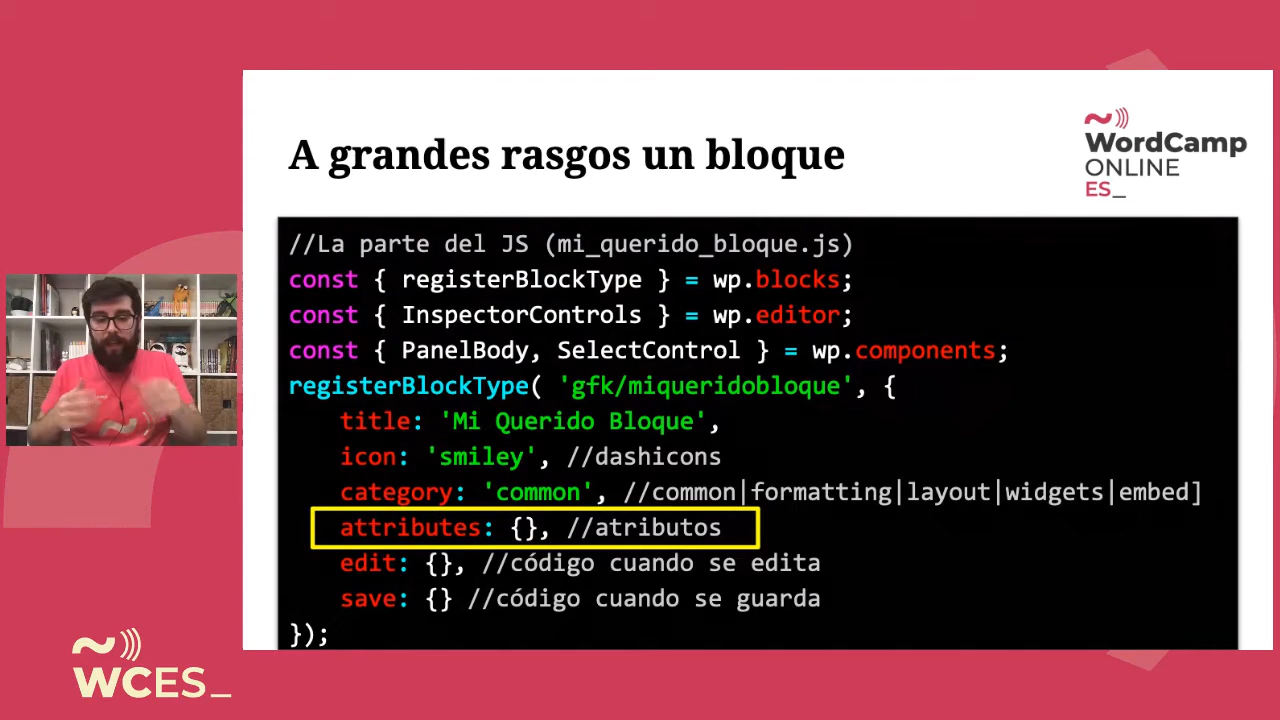 A grandes rasgos un bloque
WordCamp
ONLINE
ES_
//La parte del JS (mi_querido_bloque.js)
const { registerBlockType } = wp.blocks;
const { InspectorControls } = wp.editor;
const { PanelBody, SelectControl } = wp.components;
registerBlockType( 'gfk/miqueridobloque', {
title: 'Mi Querido Bloque',
icon: 'smiley', //dashicons
category: 'common', //common|formatting|layout|widgets|embed]
attributes: {}, //atributos
edit: {}, //código cuando se edita
save: {} //código cuando se guarda
});
WCES_